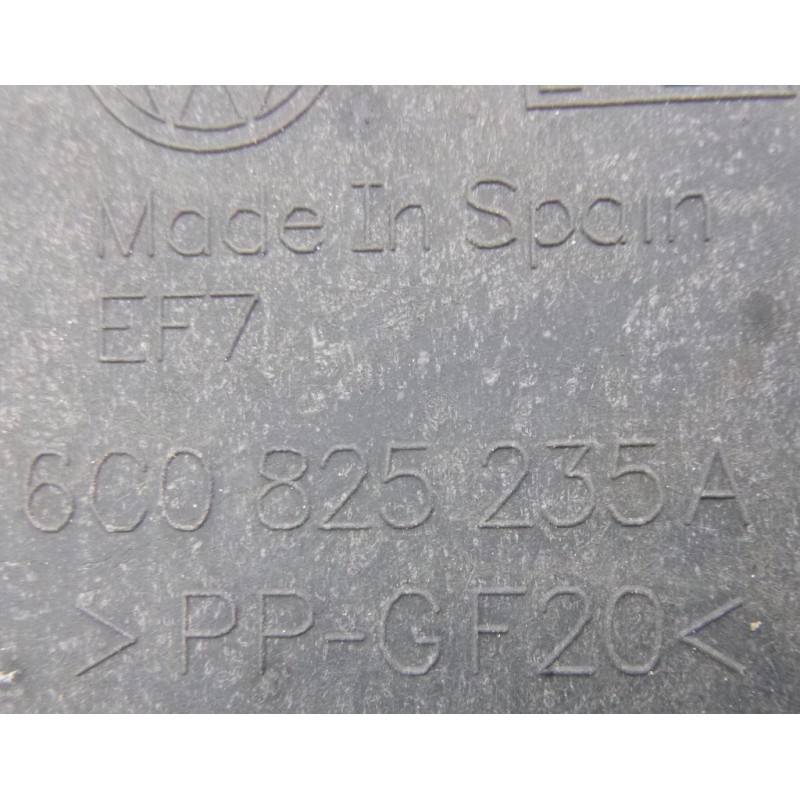 Made In Spain
EF7
6C0 825 235A
>PP-GF20<